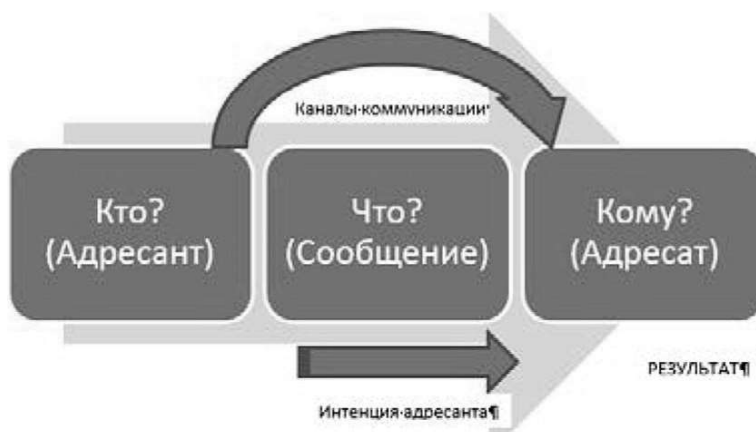 Каналы·коммуникации·
Кто?
(Адресант)
Что?
(Сообщение)
Кому?
(Адресат)
РЕЗУЛЬТАТ¶
Интенция·адресанта¶